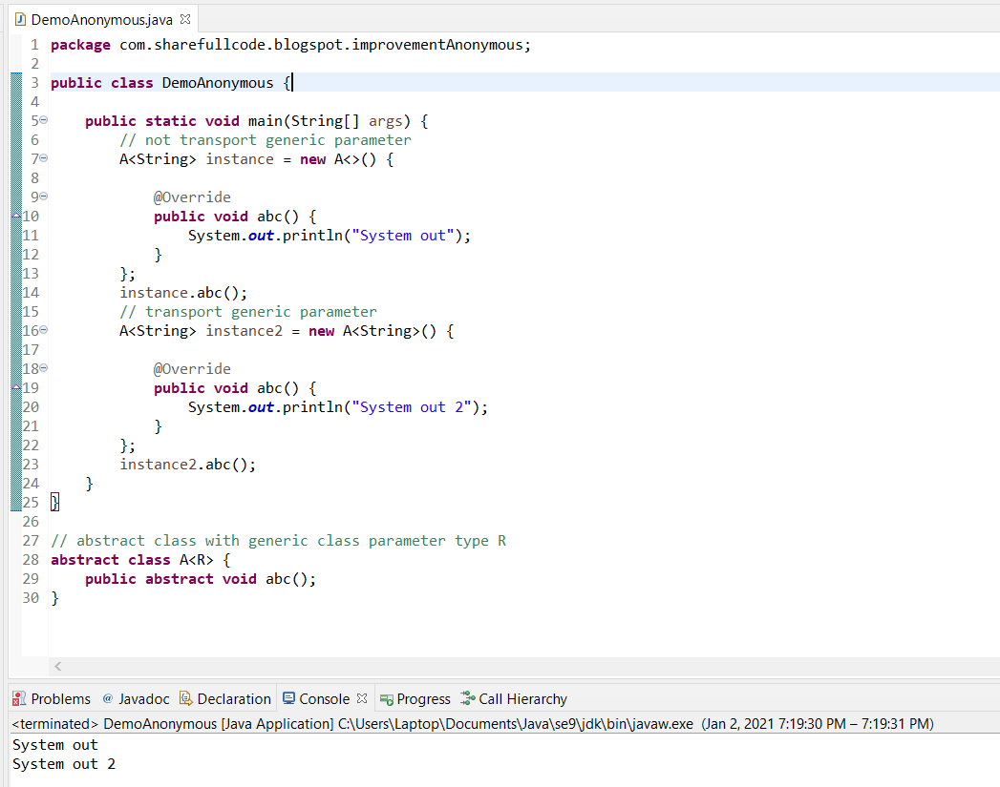 DemoAnonymous.java
1 package com.sharefullcode.blogspot.improvementAnonymous;
2
3 public class DemoAnonymous {
4
5 public static void main(String[] args) {
6 // not transport generic parameter
7 A<String> instance = new A<>() {
8
9 @Override
10 public void abc() {
11 System.out.println("System out");
12 }
13 };
14 instance.abc();
15 // transport generic parameter
16 A<String> instance2 = new A<String>() {
17
18 @Override
19 public void abc() {
20 System.out.println("System out 2");
21 }
22 };
23 instance2.abc();
24 }
25 }
26
27 // abstract class with generic class parameter type R
28 abstract class A<R> {
29 public abstract void abc();
30 }
Problems @ Javadoc Declaration Console Progress Call Hierarchy
<terminated> DemoAnonymous [Java Application] C:\Users\Laptop\Documents\Java\se9\jdk\bin\javaw.exe (Jan 2, 2021 7:19:30 PM – 7:19:31 PM)
System out
System out 2